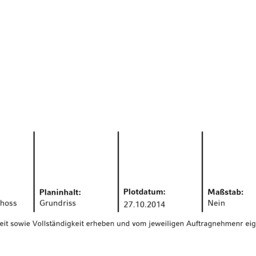 Planinhalt: Plotdatum: Maßstab:
hoss Grundriss 27.10.2014 Nein
eit sowie Vollständigkeit erheben und vom jeweiligen Auftragnehmenr eig